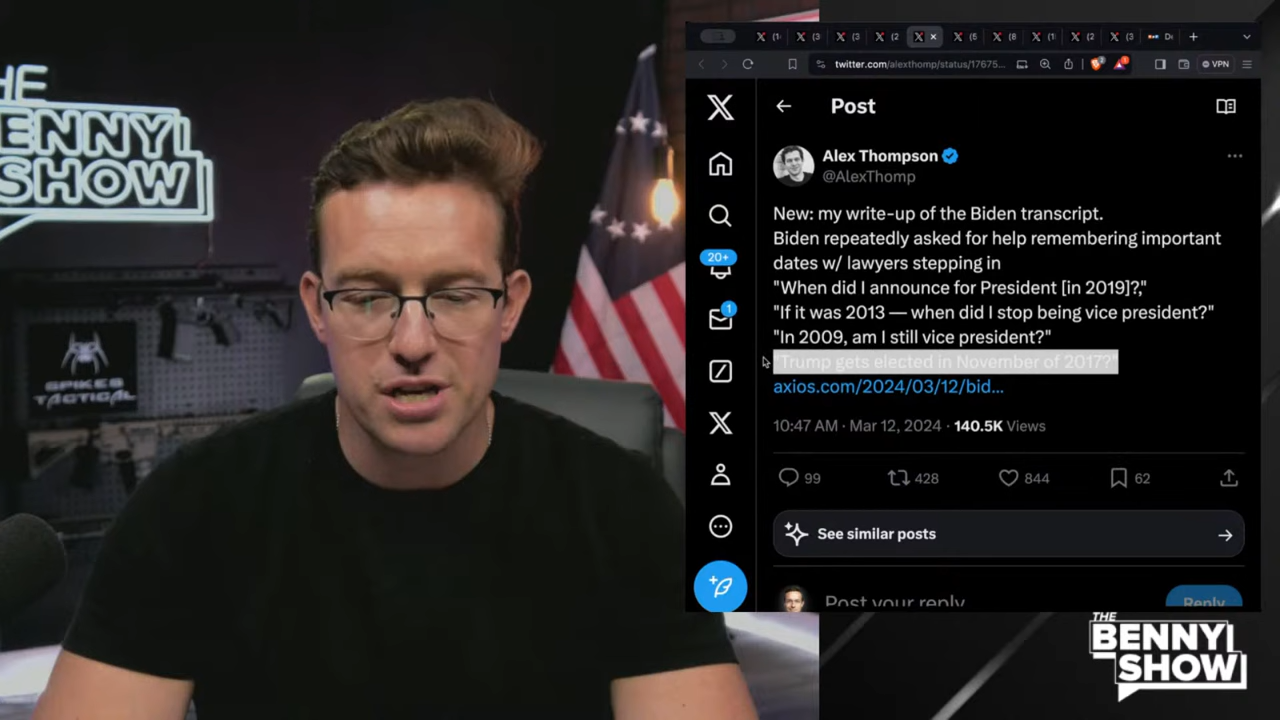 THE
BENNY
SHOW
SPIKES
TACTICAL
twitter.com/alexthomp/status/17675...
VPN
Post
Alex Thompson
@AlexThomp
New: my write-up of the Biden transcript.
Biden repeatedly asked for help remembering important
dates w/ lawyers stepping in
"When did I announce for President [in 2019]?,"
"If it was 2013 — when did I stop being vice president?"
"In 2009, am I still vice president?"
"Trump gets elected in November of 2017?"
axios.com/2024/03/12/bid...
10:47 AM · Mar 12, 2024 · 140.5K Views
99
428
844
62
See similar posts
Post your reply
Reply
20+
1
THE
BENNY
SHOW